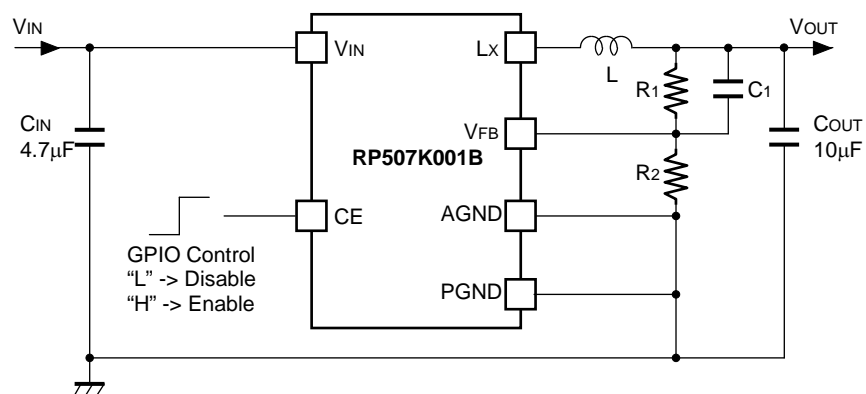 VIN
VIN
LX
VOUT
L
R1
C1
CIN
4.7μF
VFB
COUT
10μF
RP507K001B
R2
CE
AGND
GPIO Control
“L” -> Disable
“H” -> Enable
PGND